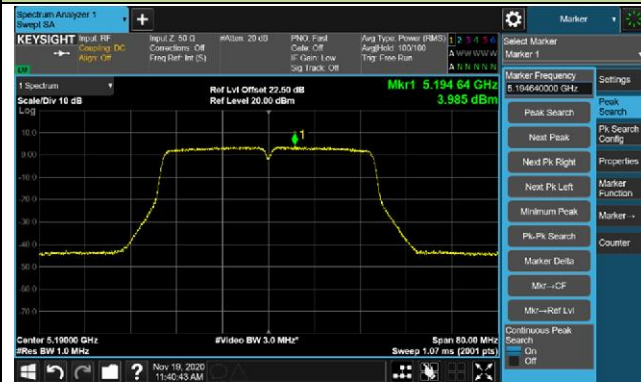 Spectrum Analyzer 1
Swept SA
+
Marker
KEYSIGHT
Input: RF
Coupling: DC
Align: Off
Input Z: 50 Ω
Corrections: Off
Freq Ref: Int (S)
#Atten: 20 dB
PNO: Fast
Gate: Off
IF Gain: Low
Sig Track: Off
Avg Type: Power (RMS)
Avg|Hold: 100/100
Trig: Free Run
1 2 3 4 5 6
A W W W W W
A N N N N N
Select Marker
Marker 1
1 Spectrum
Scale/Div 10 dB
Log
Ref Lvl Offset 22.50 dB
Ref Level 20.00 dBm
Mkr1 5.194 64 GHz
3.985 dBm
10.0
0.00
-10.0
-20.0
-30.0
-40.0
-50.0
-60.0
-70.0
1
Center 5.19000 GHz
#Res BW 1.0 MHz
#Video BW 3.0 MHz*
Span 80.00 MHz
Sweep 1.07 ms (2001 pts)
Marker Frequency
5.194640000 GHz
Peak Search
Next Peak
Next Pk Right
Next Pk Left
Minimum Peak
Pk-Pk Search
Marker Delta
Mkr→CF
Mkr→Ref Lvl
Continuous Peak
Search
On
Off
Settings
Peak
Search
Pk Search
Config
Properties
Marker
Function
Marker→
Counter
?
Nov 19, 2020
11:40:43 AM